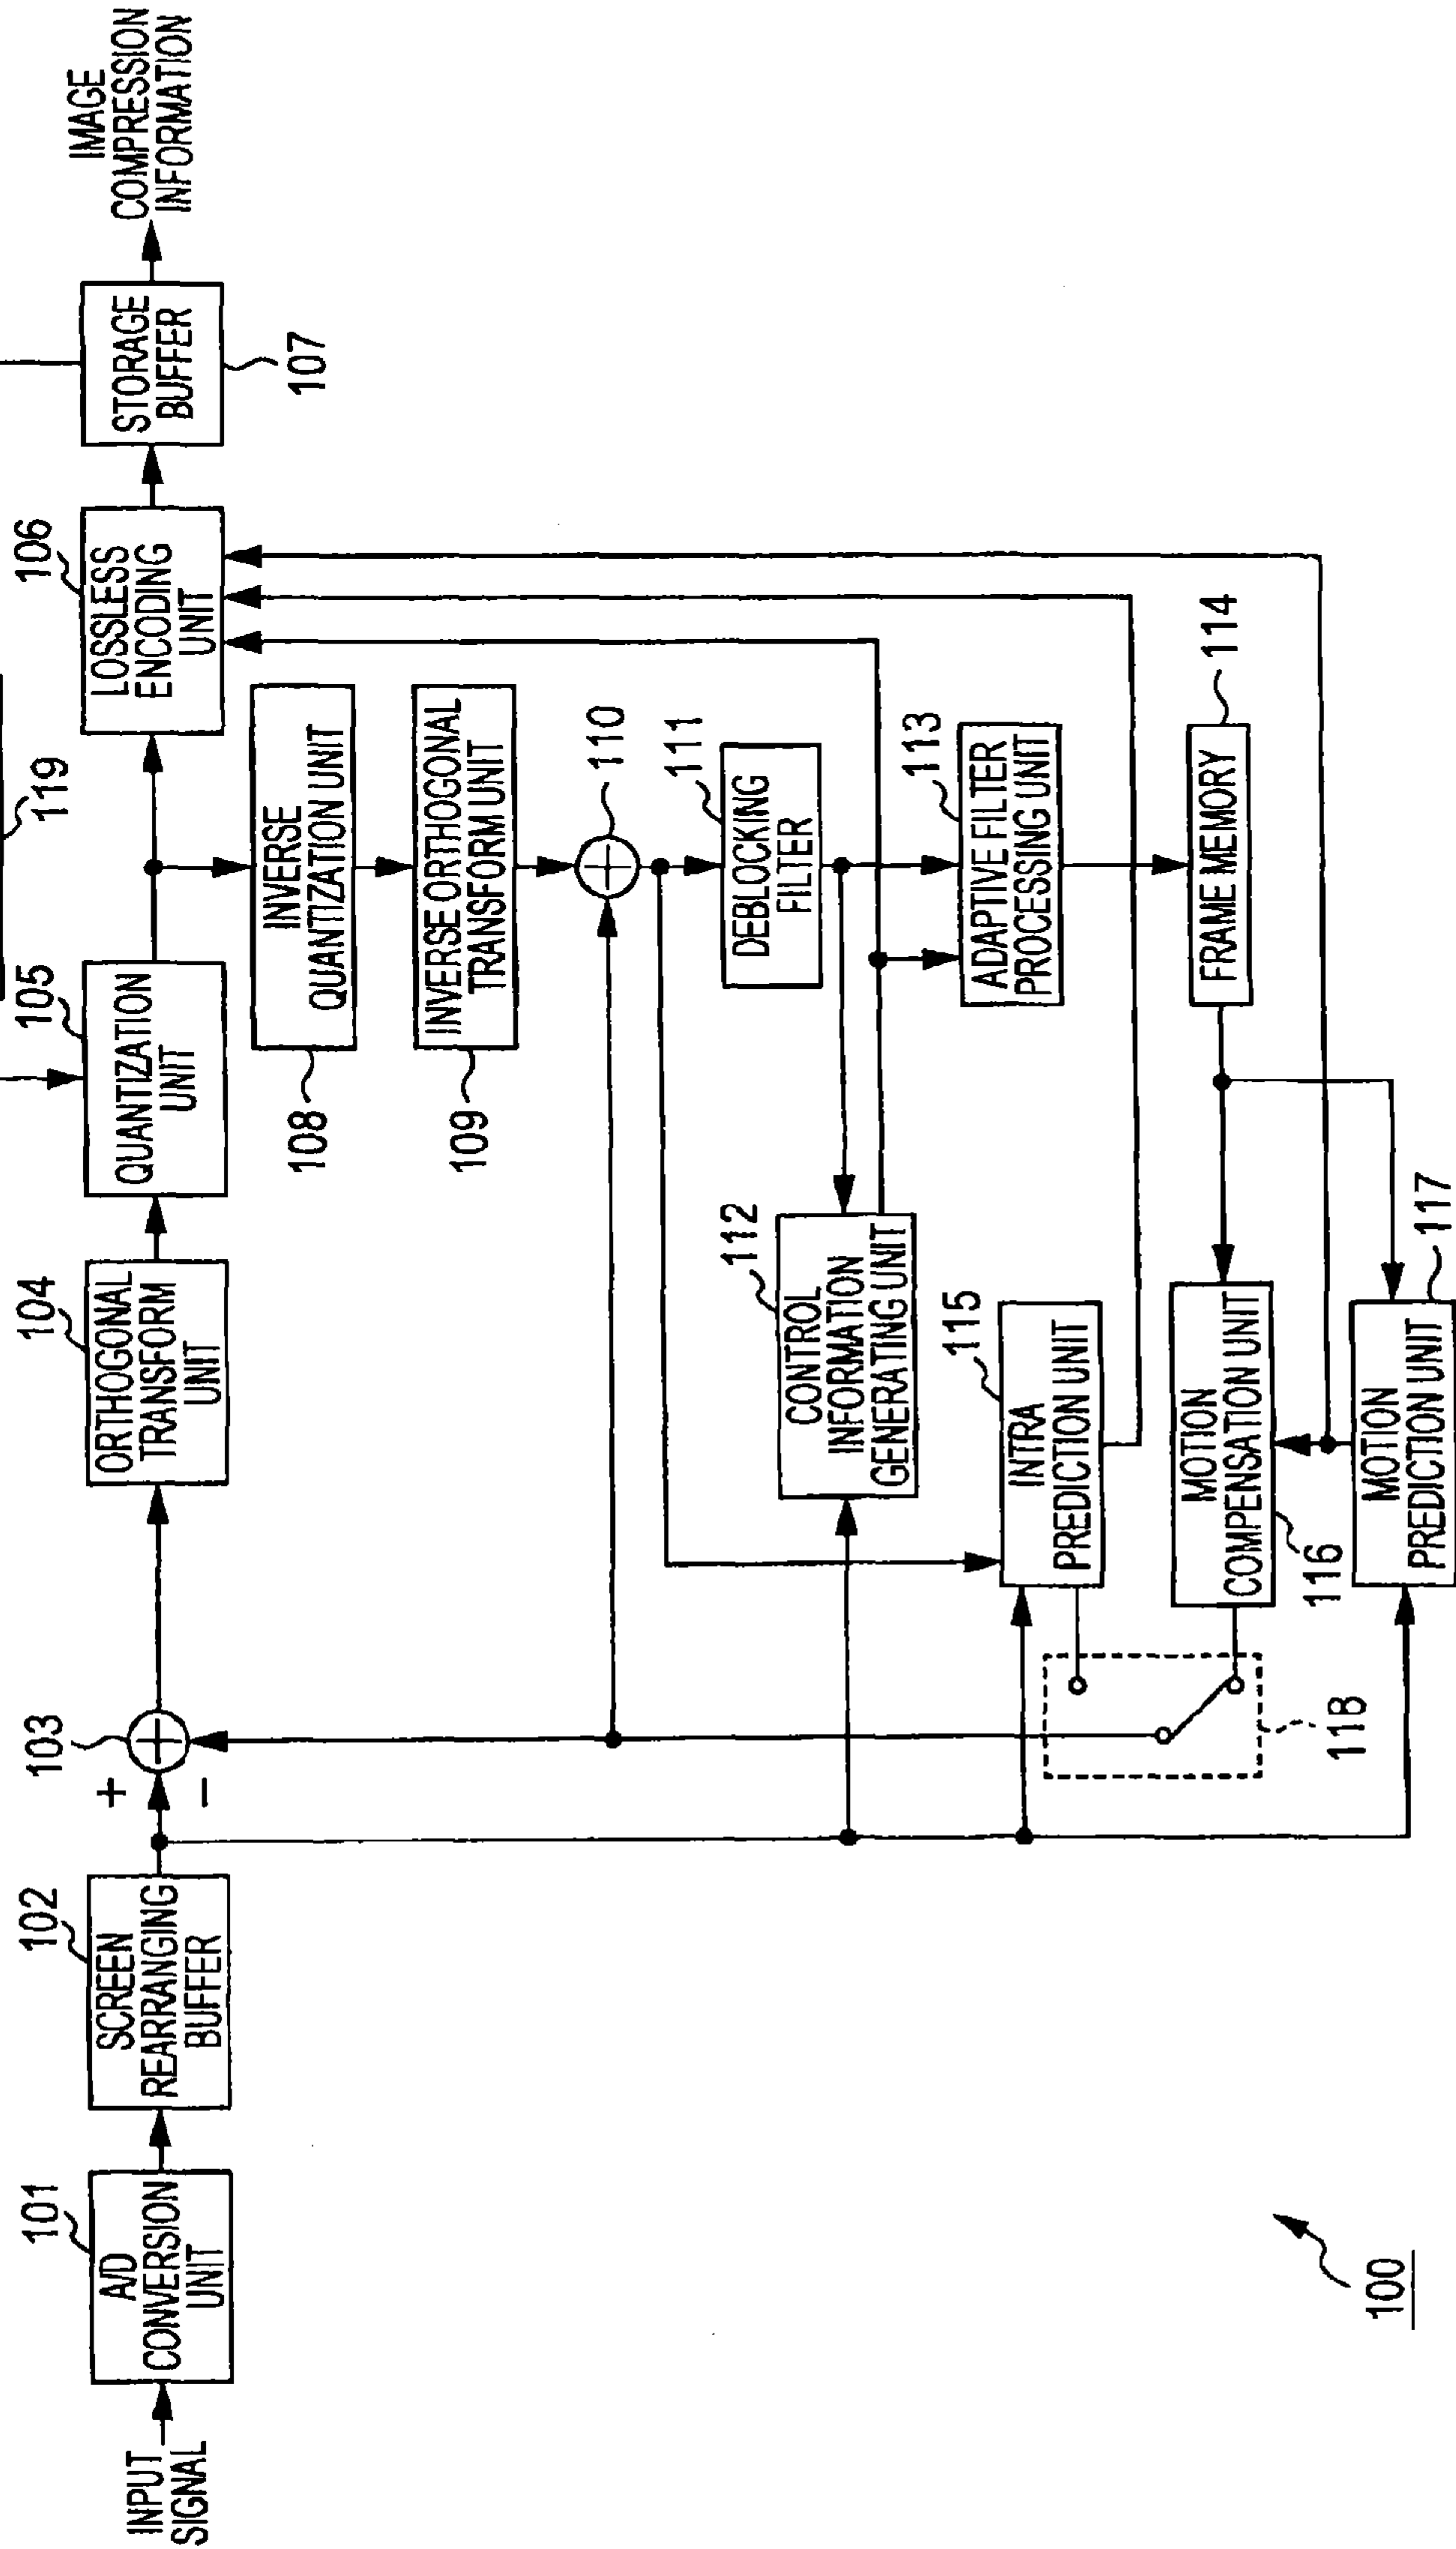 INPUT
SIGNAL
101
A/D
CONVERSION
UNIT
102
SCREEN
REARRANGING
BUFFER
103
+
−
104
ORTHOGONAL
TRANSFORM
UNIT
105
QUANTIZATION
UNIT
119
106
LOSSLESS
ENCODING
UNIT
STORAGE
BUFFER
107
IMAGE
COMPRESSION
INFORMATION
108
INVERSE
QUANTIZATION UNIT
109
INVERSE ORTHOGONAL
TRANSFORM UNIT
110
111
DEBLOCKING
FILTER
112
CONTROL
INFORMATION
GENERATING UNIT
113
ADAPTIVE FILTER
PROCESSING UNIT
114
FRAME MEMORY
115
INTRA
PREDICTION UNIT
MOTION
COMPENSATION UNIT
116
117
MOTION
PREDICTION UNIT
118
100